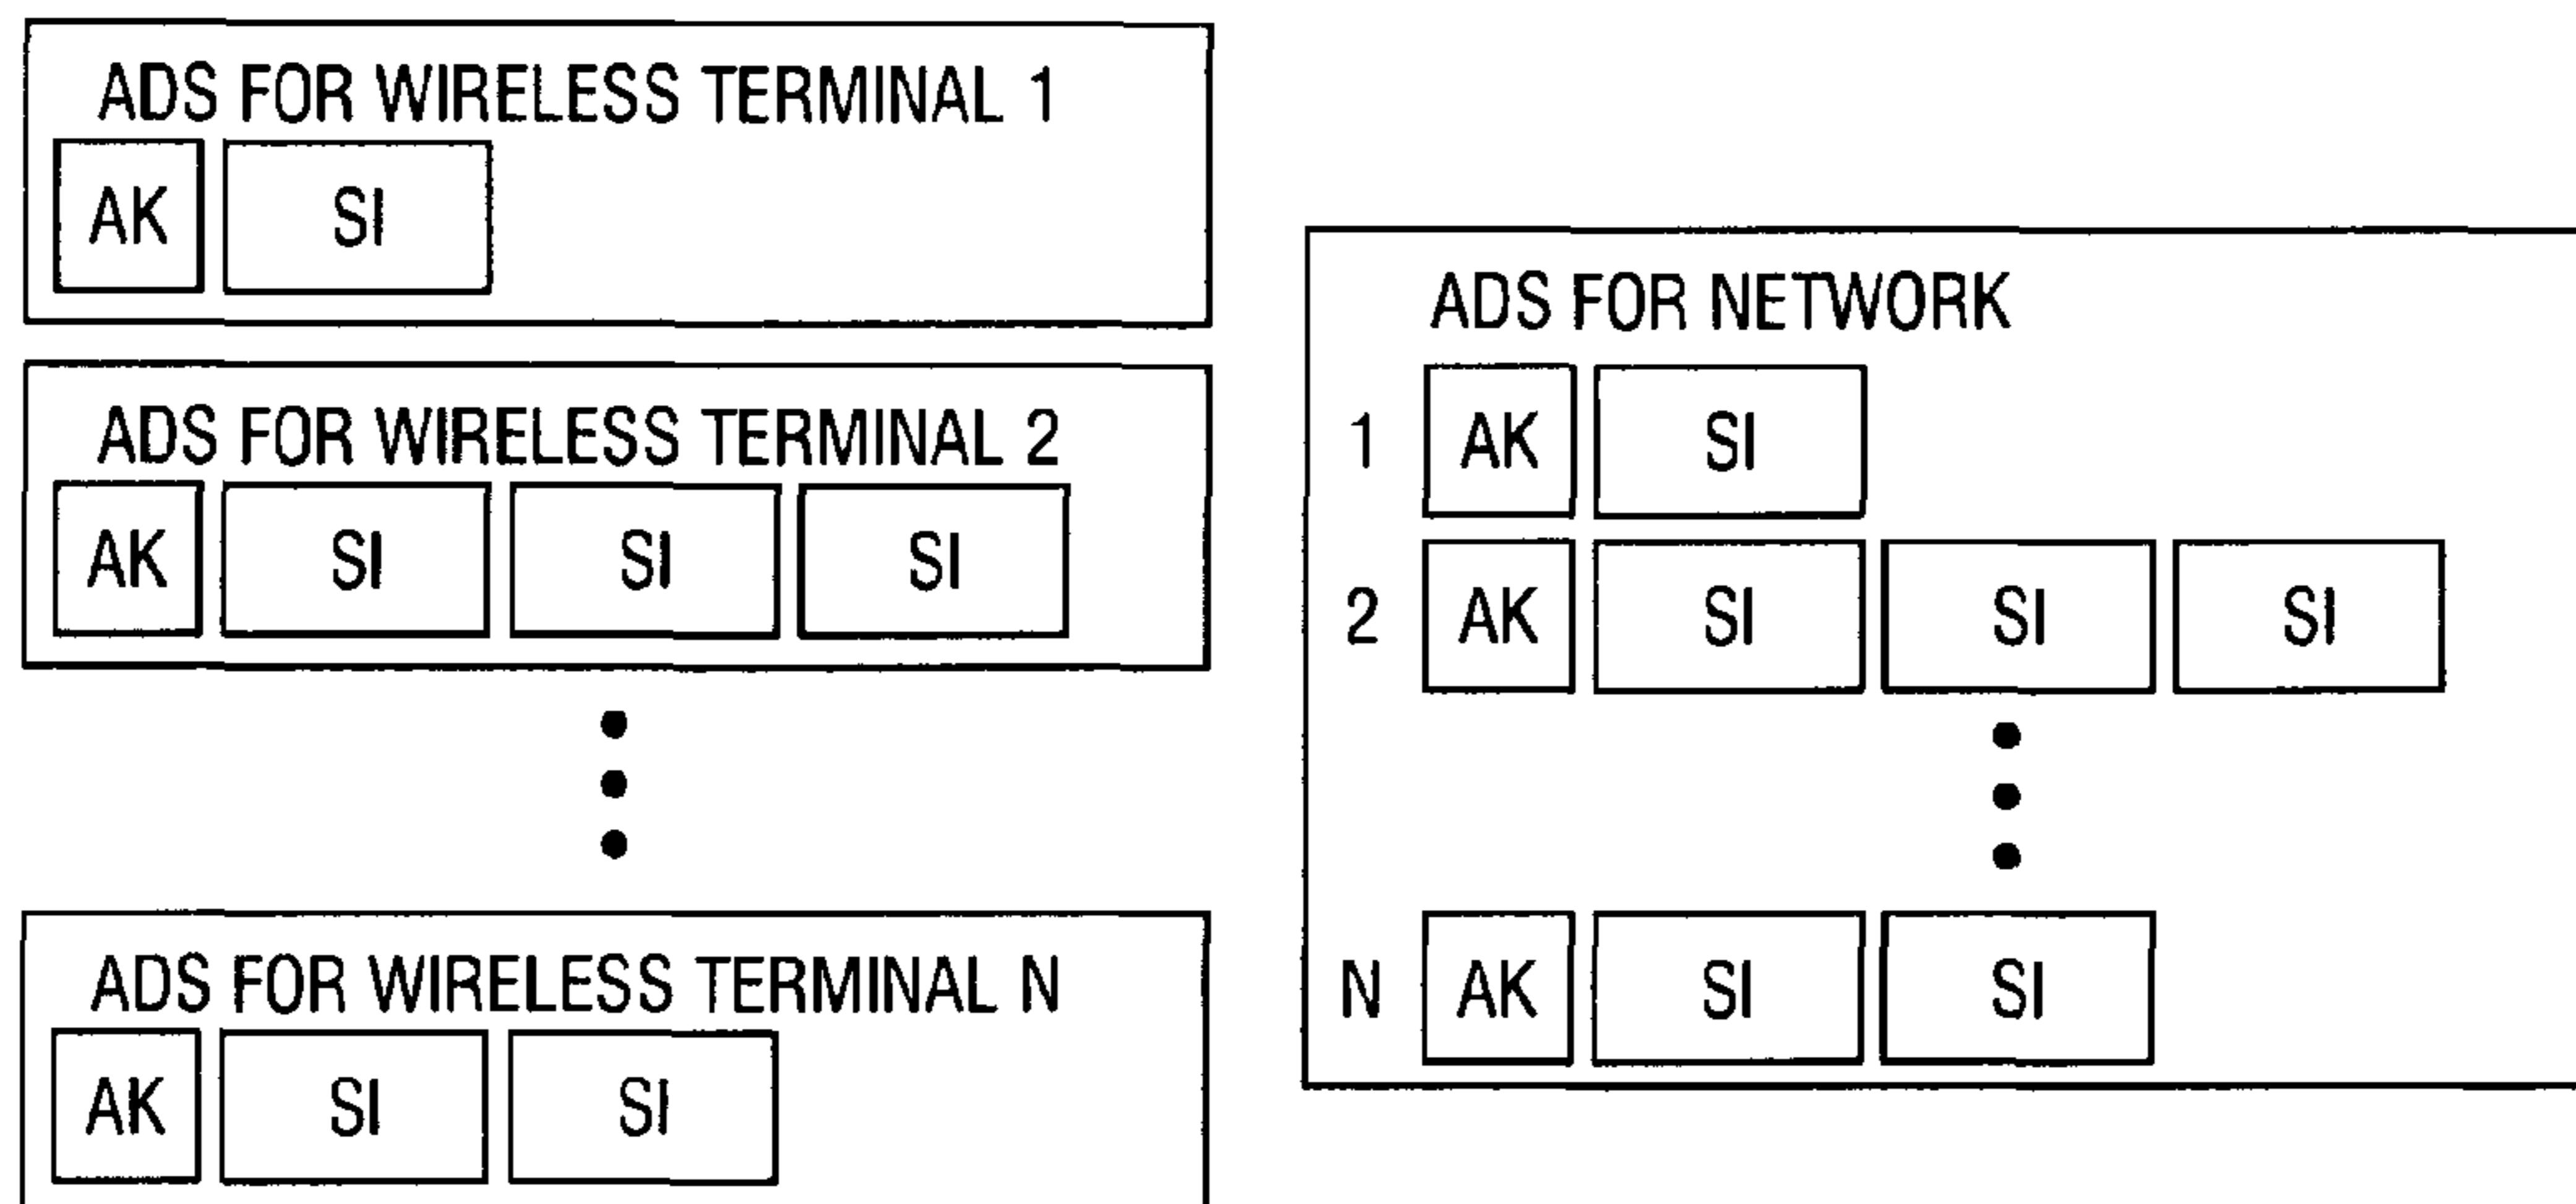 ADS FOR WIRELESS TERMINAL 1
AK SI
ADS FOR WIRELESS TERMINAL 2
AK SI SI SI
ADS FOR WIRELESS TERMINAL N
AK SI SI
ADS FOR NETWORK
1 AK SI
2 AK SI SI SI
N AK SI SI